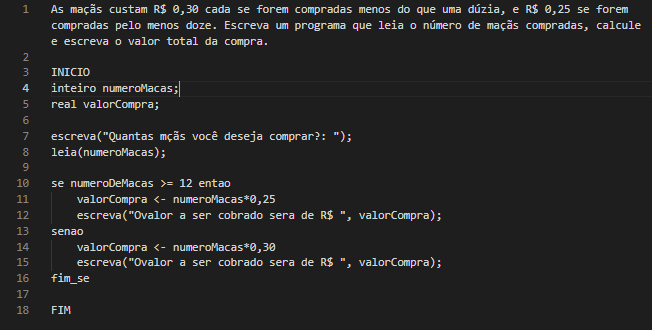 1 As maçãs custam R$ 0,30 cada se forem compradas menos do que uma dúzia, e R$ 0,25 se forem
compradas pelo menos doze. Escreva um programa que leia o número de maçãs compradas, calcule
e escreva o valor total da compra.
2
3 INICIO
4 inteiro numeroMacas;
5 real valorCompra;
6
7 escreva("Quantas mçãs você deseja comprar?: ");
8 leia(numeroMacas);
9
10 se numeroDeMacas >= 12 entao
11 valorCompra <- numeroMacas*0,25
12 escreva("Ovalor a ser cobrado sera de R$ ", valorCompra);
13 senao
14 valorCompra <- numeroMacas*0,30
15 escreva("Ovalor a ser cobrado sera de R$ ", valorCompra);
16 fim_se
17
18 FIM